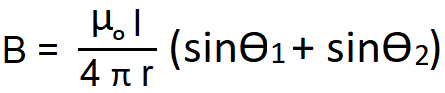 B = μ₀ I / 4 π r (sinΘ1 + sinΘ2)